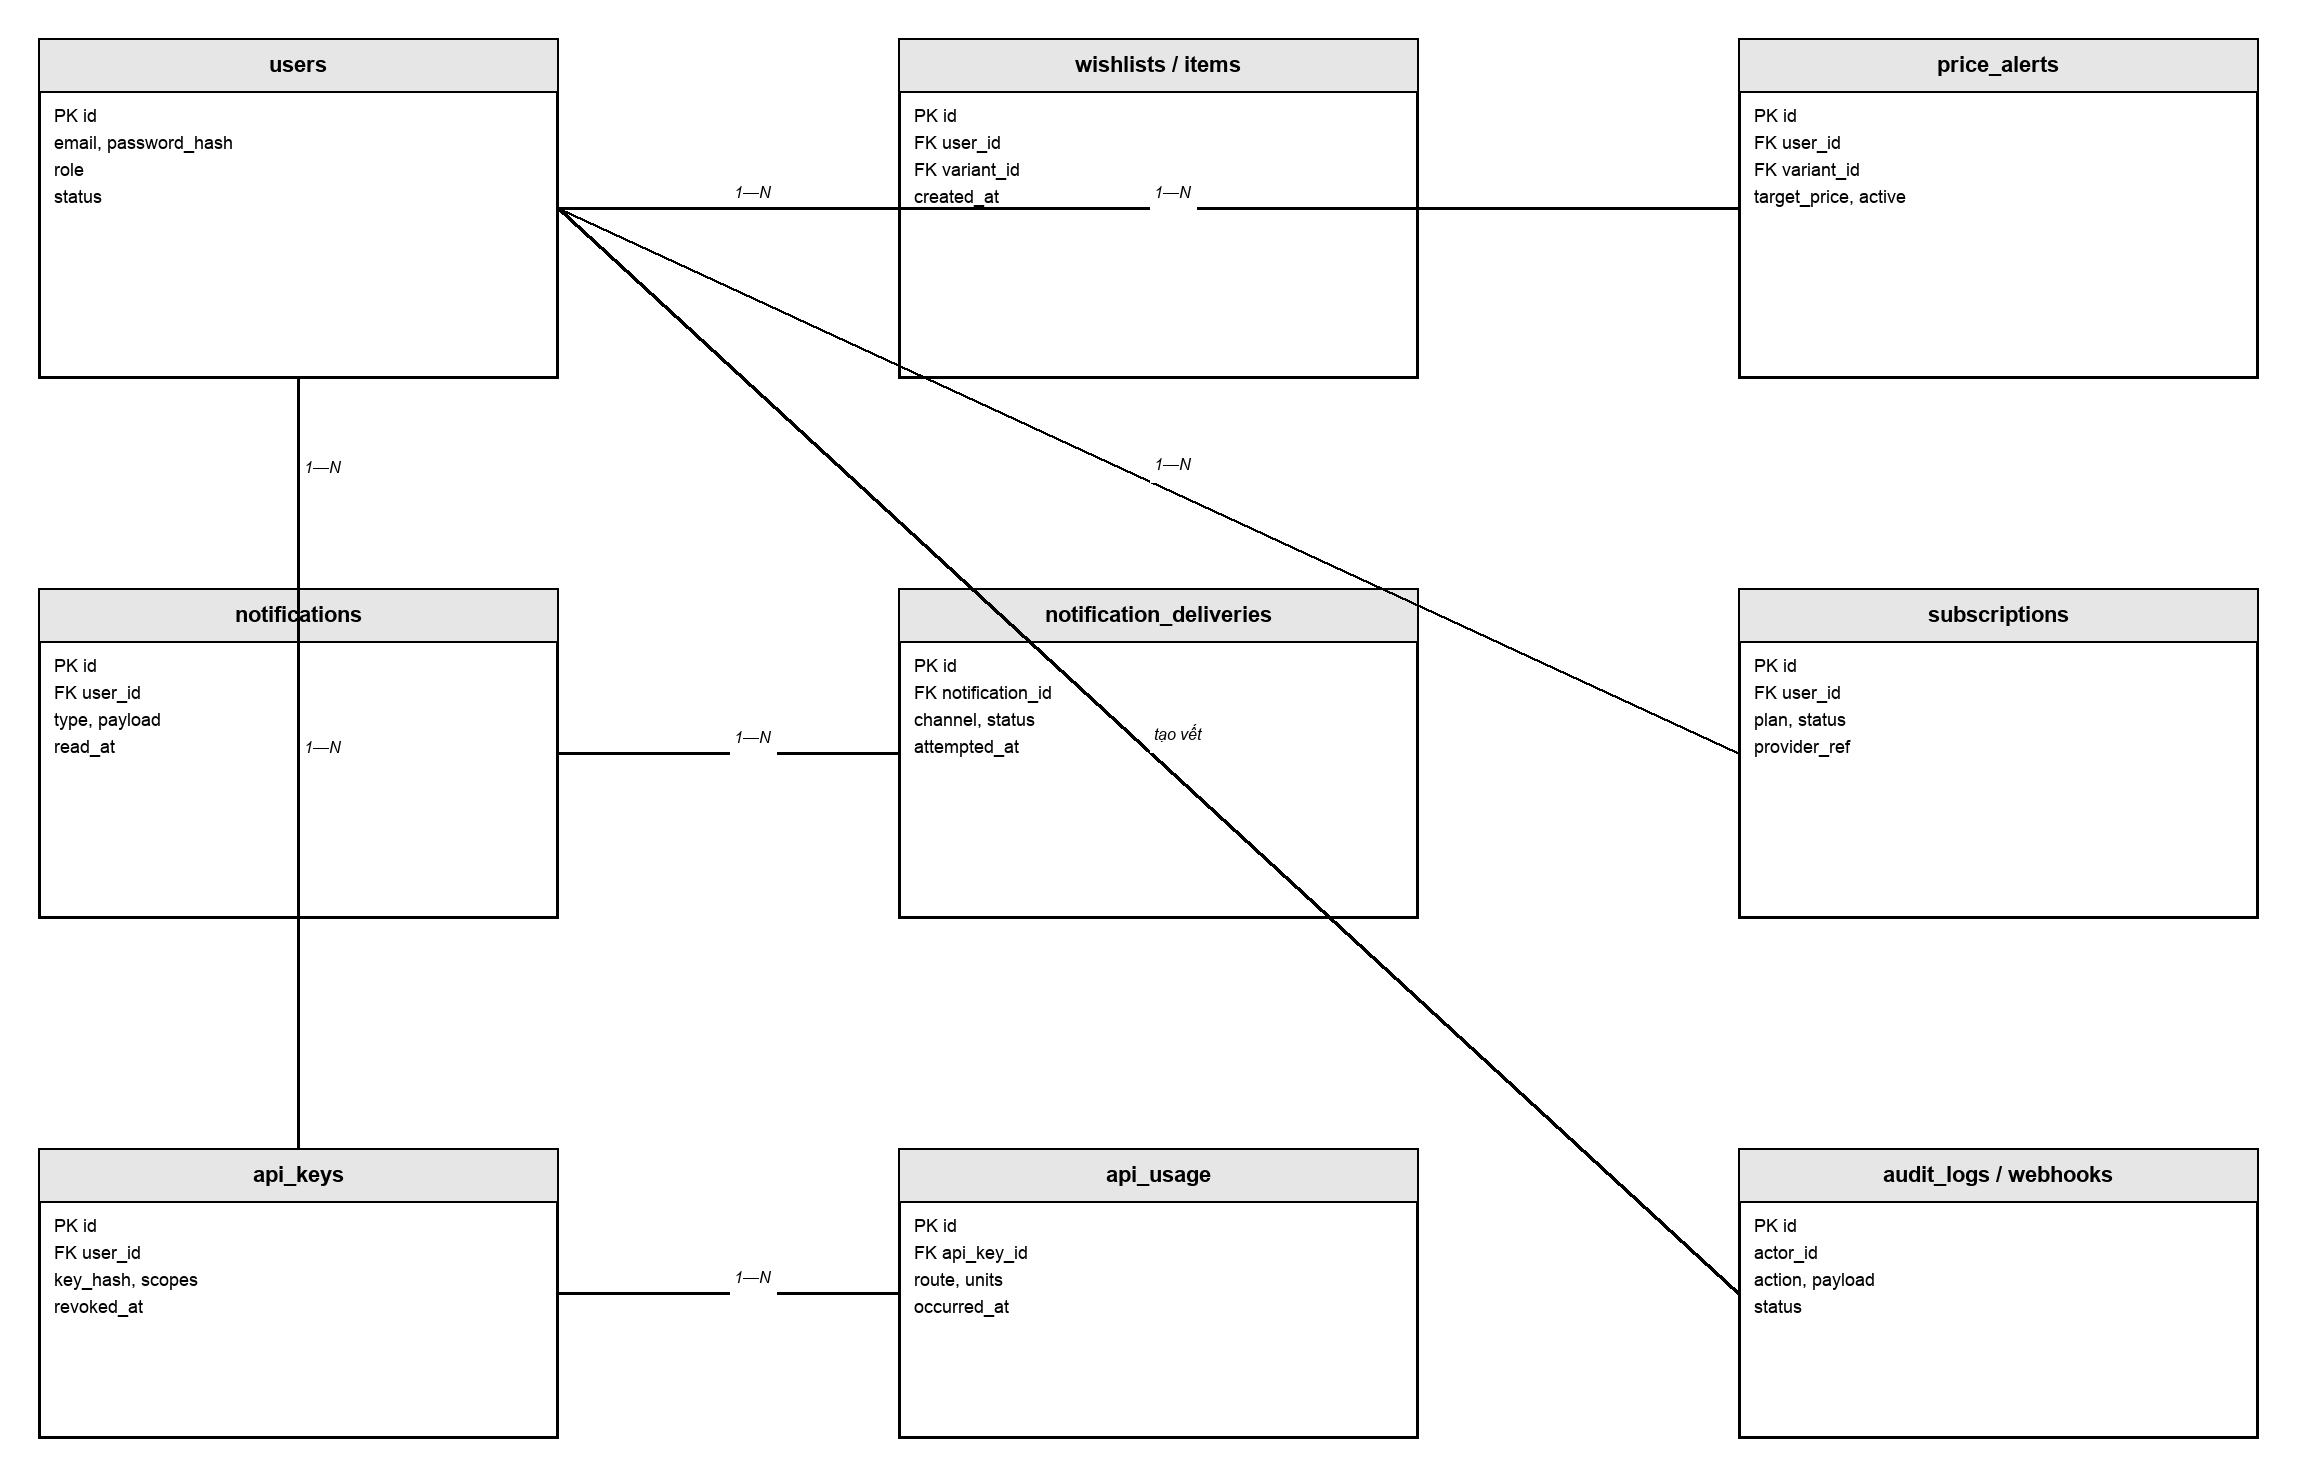 users
PK id
email, password_hash
role
status
1—N
wishlists / items
PK id
FK user_id
FK variant_id
created_at
1—N
price_alerts
PK id
FK user_id
FK variant_id
target_price, active
1—N
1—N
notifications
PK id
FK user_id
type, payload
read_at
1—N
1—N
notification_deliveries
PK id
FK notification_id
channel, status
attempted_at
tạo vết
subscriptions
PK id
FK user_id
plan, status
provider_ref
api_keys
PK id
FK user_id
key_hash, scopes
revoked_at
1—N
api_usage
PK id
FK api_key_id
route, units
occurred_at
audit_logs / webhooks
PK id
actor_id
action, payload
status